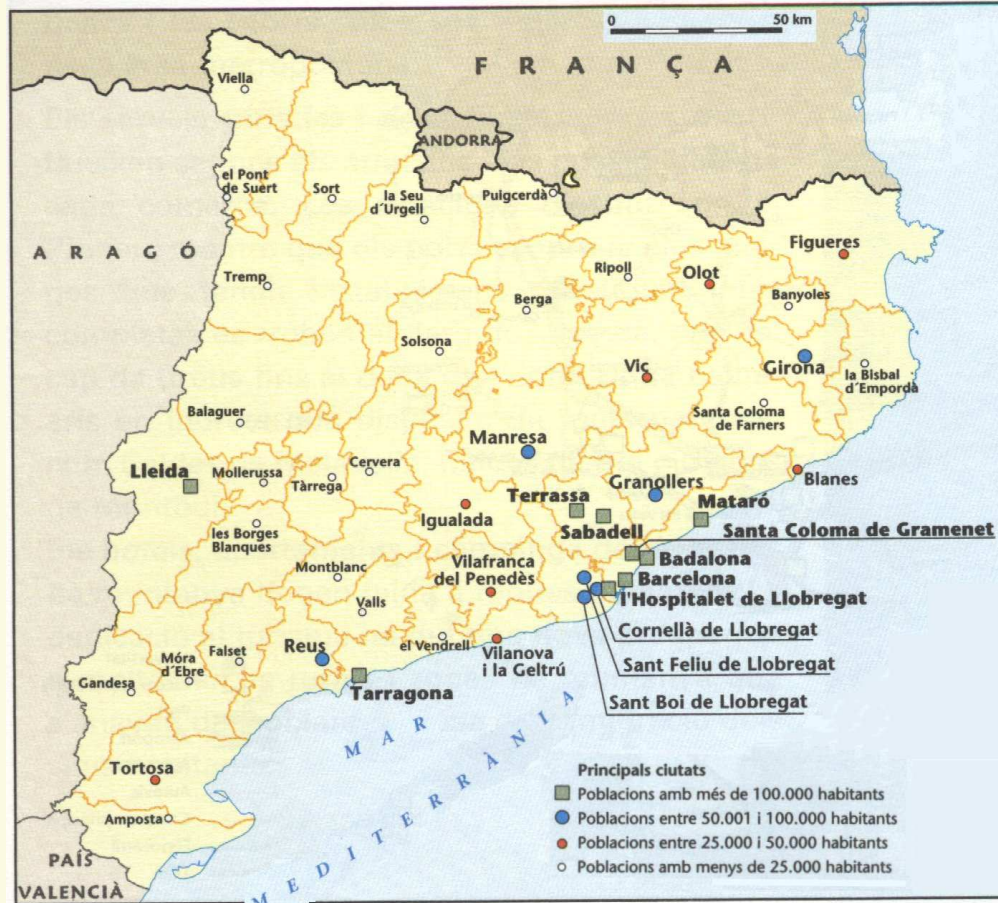 0
50 km
FRANÇA
Viella
ANDORRA
el Pont
de Suert
Sort
la Seu
d´Urgell
Puigcerdà
ARAGÓ
Figueres
Tremp
Ripoll
Olot
Berga
Banyoles
Solsona
Vic
Girona
la Bisbal
d´Empordà
Balaguer
Santa Coloma
de Farners
Manresa
Lleida
Mollerussa
Cervera
Tàrrega
Granollers
Blanes
Terrassa
Mataró
Igualada
Sabadell
les Borges
Blanques
Santa Coloma de Gramenet
Vilafranca
del Penedès
Badalona
Montblanc
Barcelona
l'Hospitalet de Llobregat
Valls
Cornellà de Llobregat
Reus
el Vendrell
Falset
Móra
d´Ebre
Vilanova
i la Geltrú
Sant Feliu de Llobregat
Gandesa
Tarragona
Sant Boi de Llobregat
MAR
MEDITERRÀNIA
Tortosa
Amposta
PAÍS
VALENCIÀ
Principals ciutats
Poblacions amb més de 100.000 habitants
Poblacions entre 50.001 i 100.000 habitants
Poblacions entre 25.000 i 50.000 habitants
Poblacions amb menys de 25.000 habitants